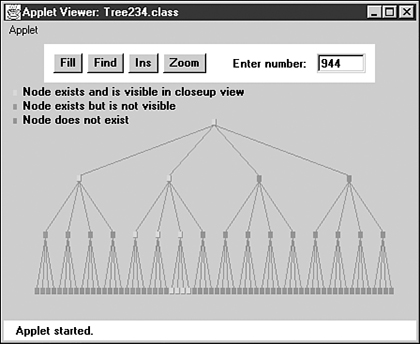 Applet Viewer: Tree234.class
Applet
Fill Find Ins Zoom Enter number: 944
Node exists and is visible in closeup view
Node exists but is not visible
Node does not exist
Applet started.